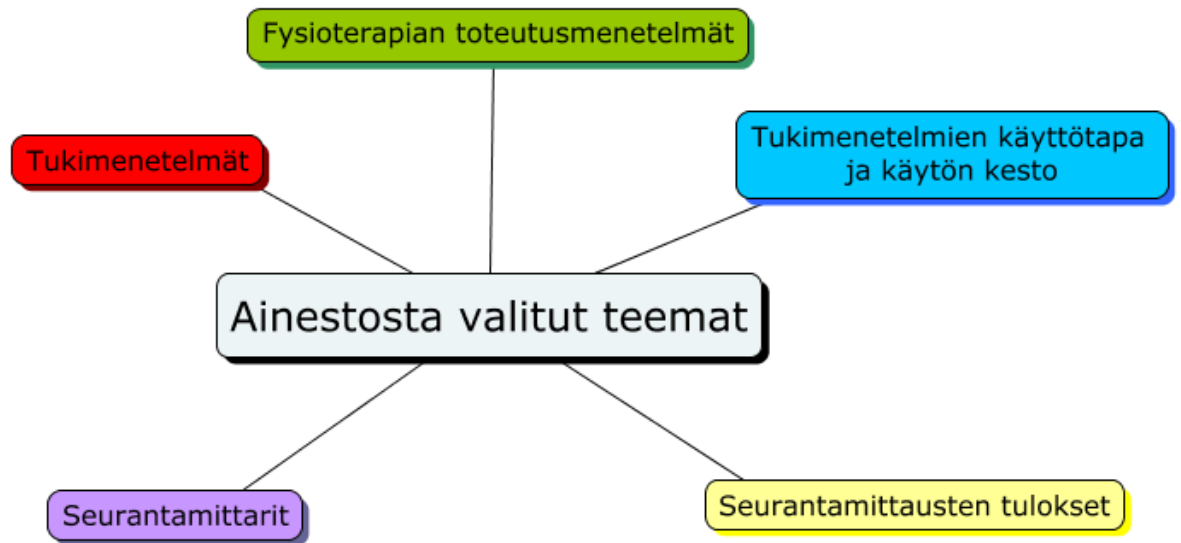 Fysioterapian toteutusmenetelmät
Tukimenetelmät
Tukimenetelmien käyttötapa
ja käytön kesto
Ainestosta valitut teemat
Seurantamittarit
Seurantamittausten tulokset